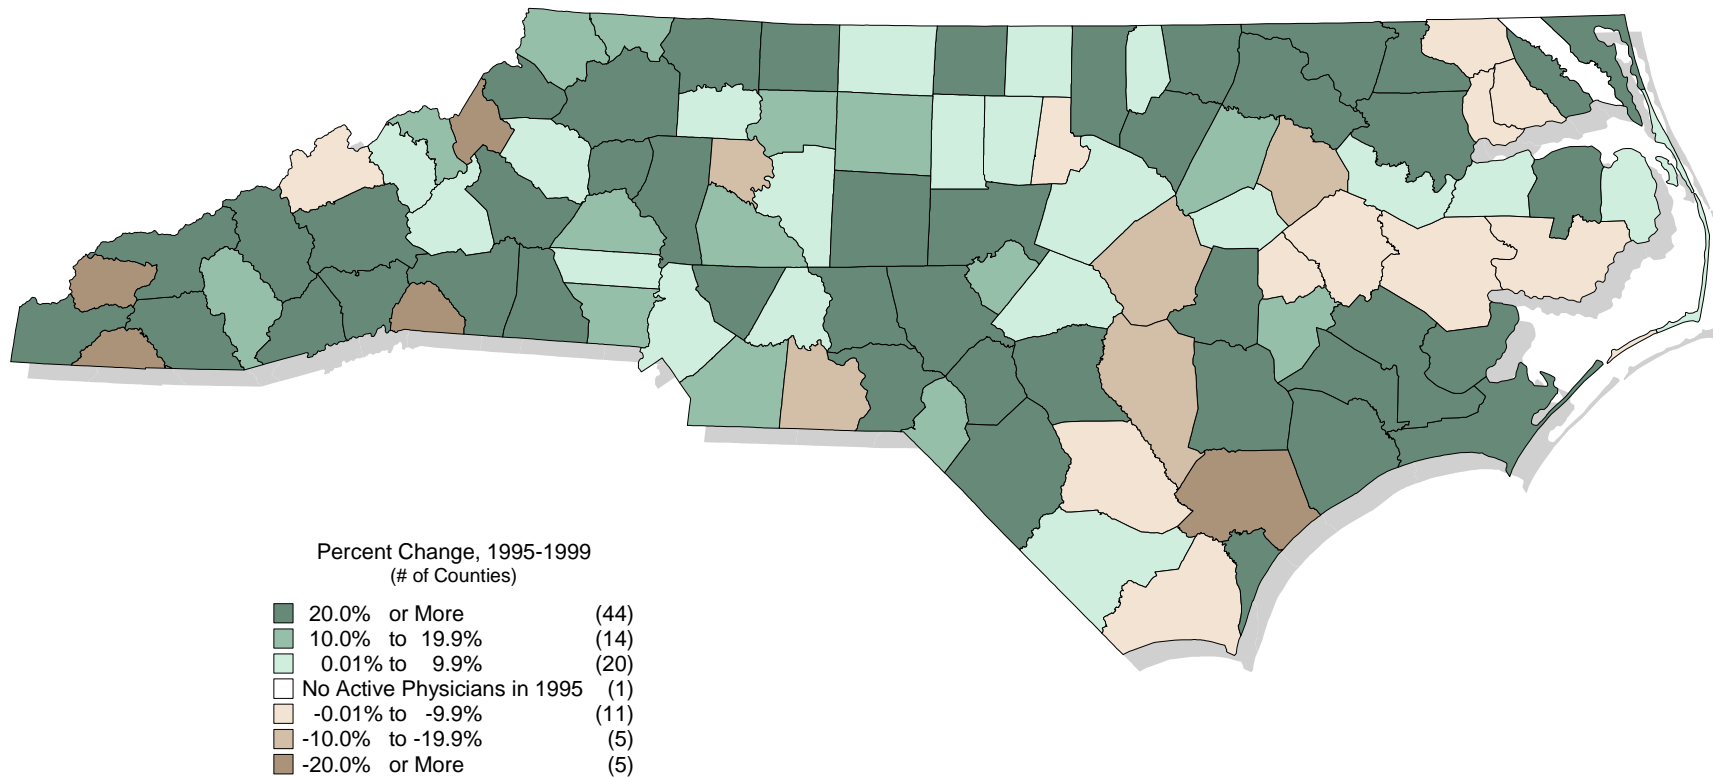 Percent Change, 1995-1999
(# of Counties)
20.0% or More (44)
10.0% to 19.9% (14)
0.01% to 9.9% (20)
No Active Physicians in 1995 (1)
-0.01% to -9.9% (11)
-10.0% to -19.9% (5)
-20.0% or More (5)